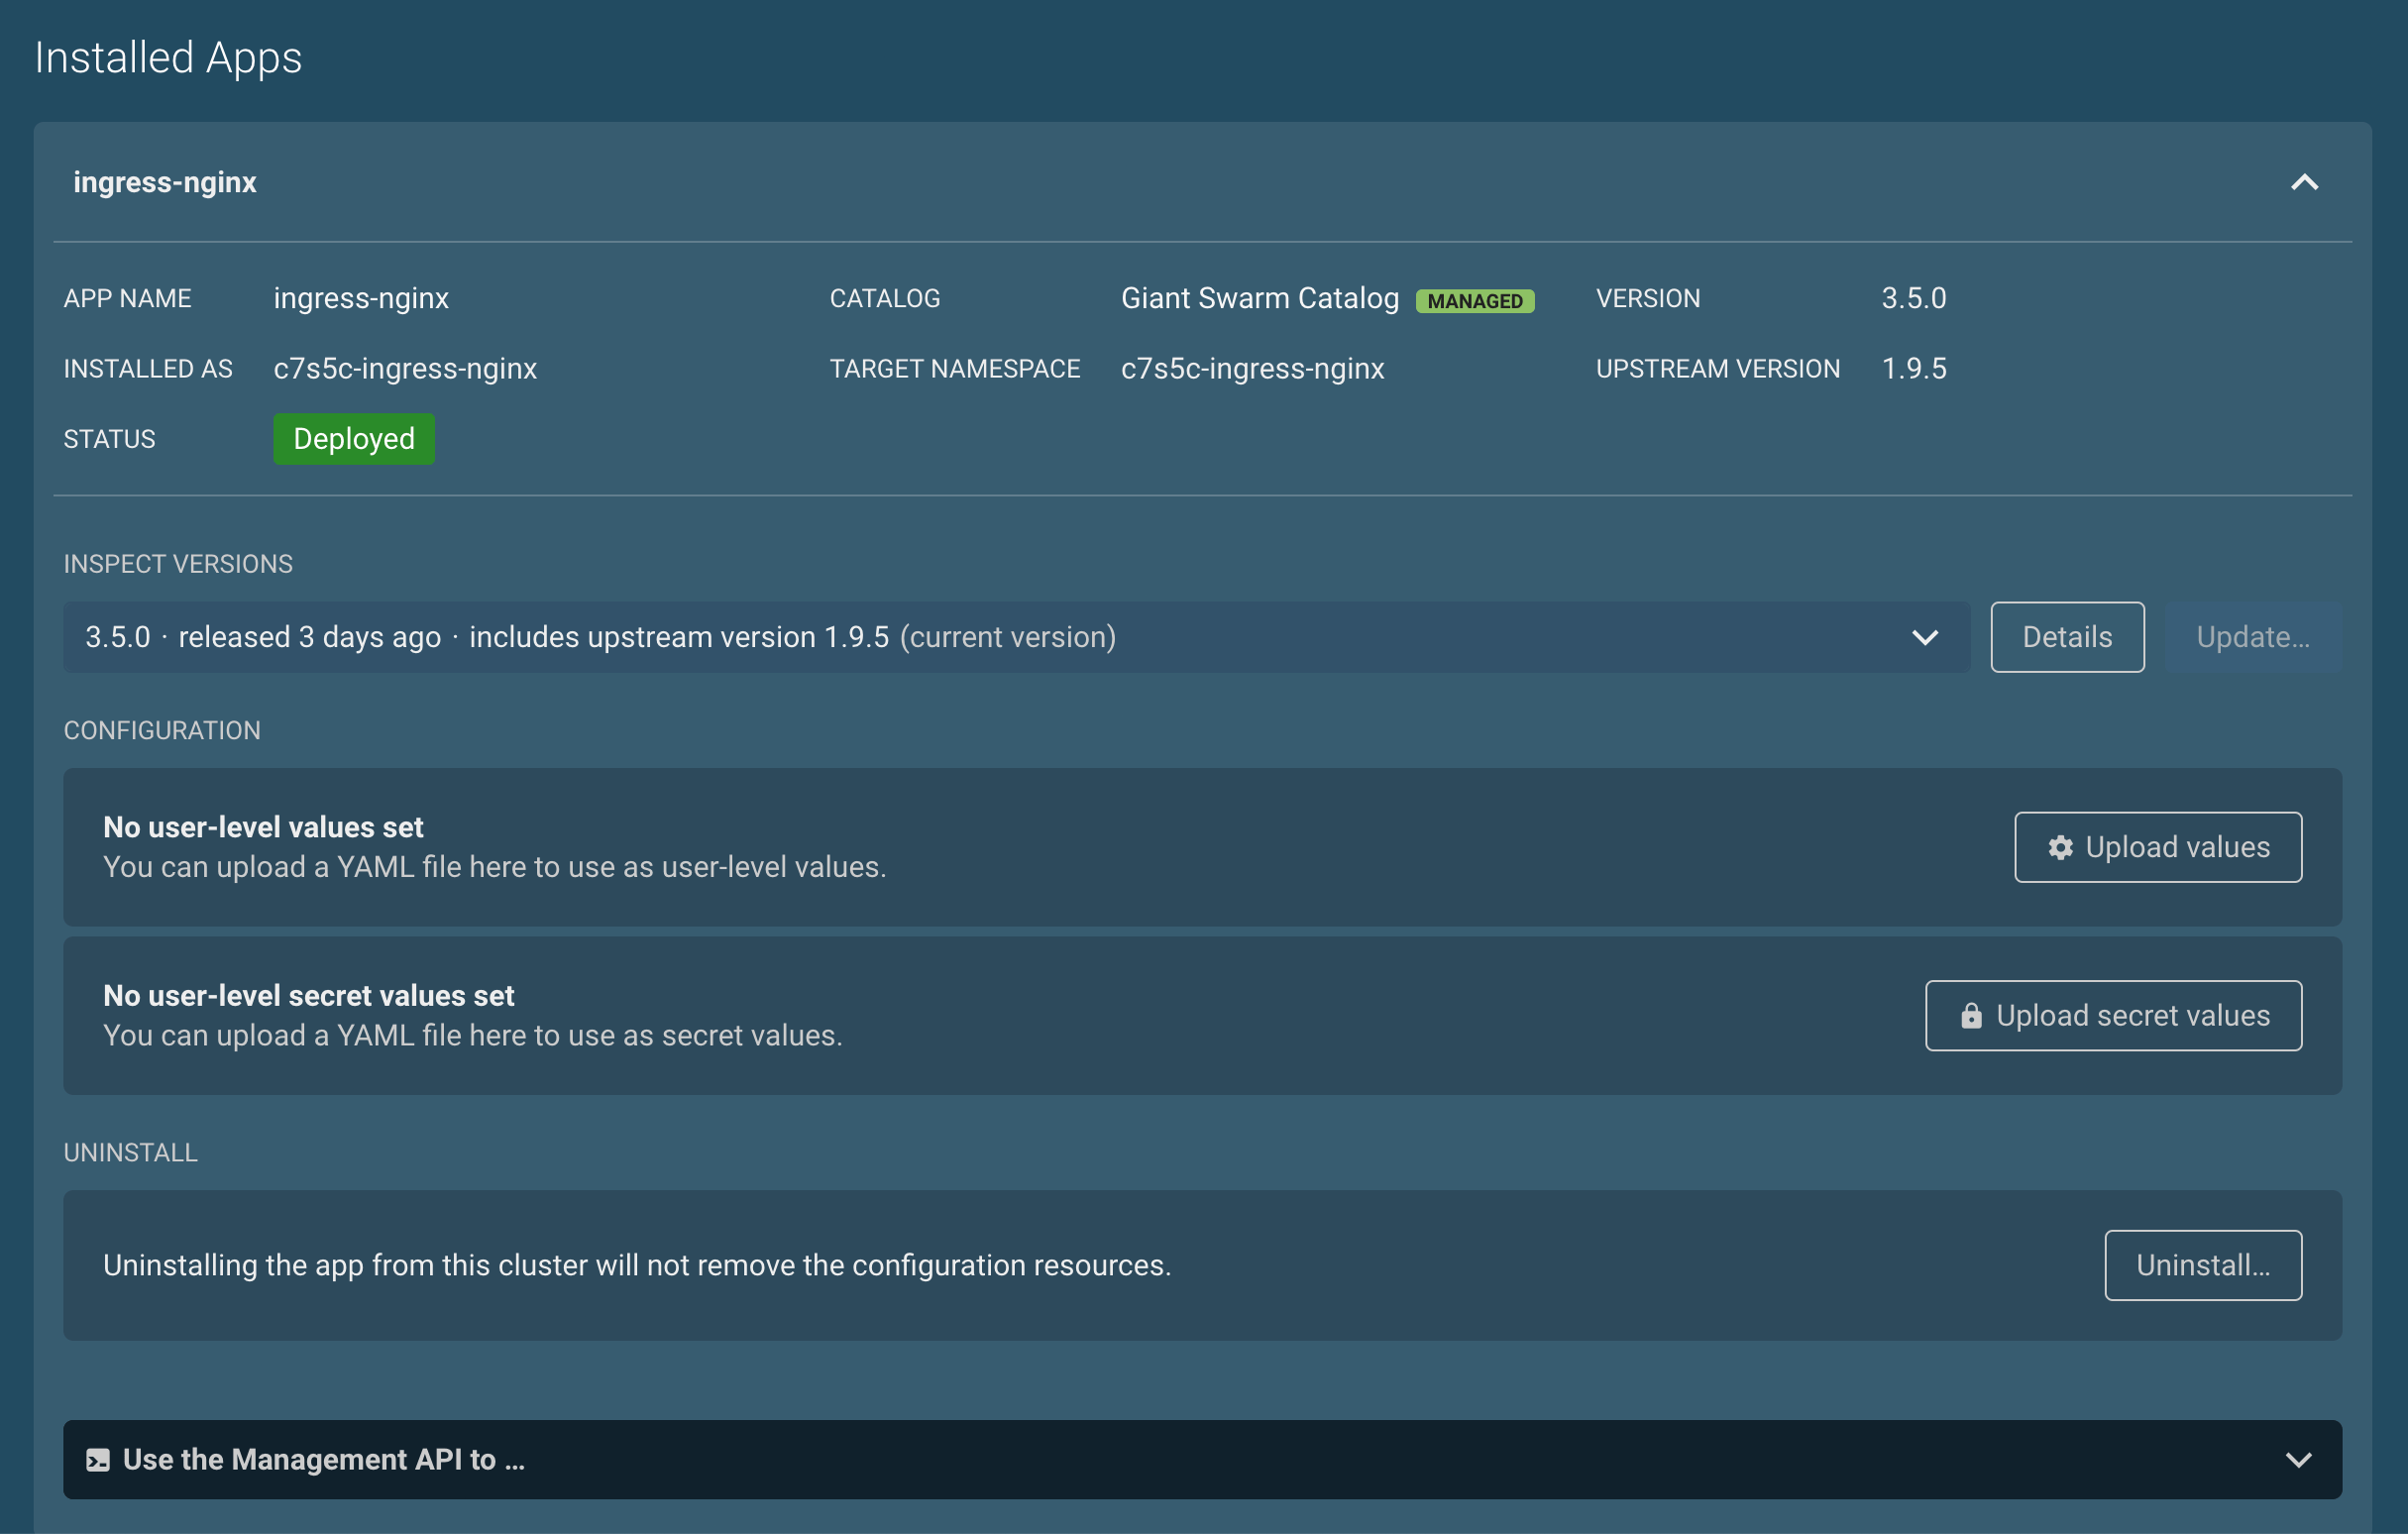 Installed Apps
ingress-nginx
APP NAME ingress-nginx CATALOG Giant Swarm Catalog MANAGED VERSION 3.5.0
INSTALLED AS c7s5c-ingress-nginx TARGET NAMESPACE c7s5c-ingress-nginx UPSTREAM VERSION 1.9.5
STATUS Deployed
INSPECT VERSIONS
3.5.0 · released 3 days ago · includes upstream version 1.9.5 (current version) Details Update...
CONFIGURATION
No user-level values set
You can upload a YAML file here to use as user-level values.
Upload values
No user-level secret values set
You can upload a YAML file here to use as secret values.
Upload secret values
UNINSTALL
Uninstalling the app from this cluster will not remove the configuration resources. Uninstall...
Use the Management API to ...